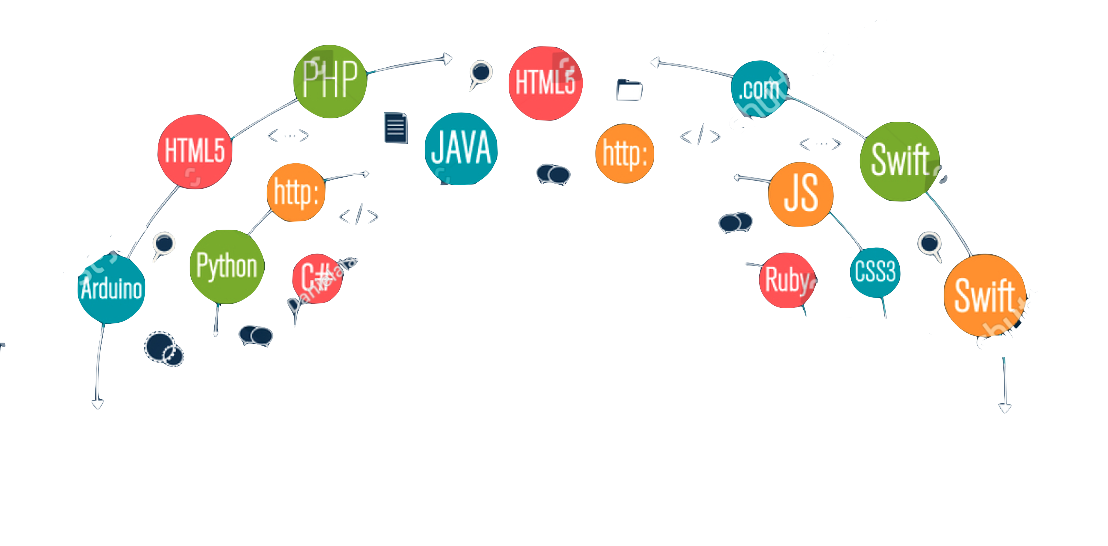 PHP
HTML5
.com
HTML5
JAVA
http:
Swift
http:
JS
Python
C#
Ruby
CSS3
Arduino
Swift